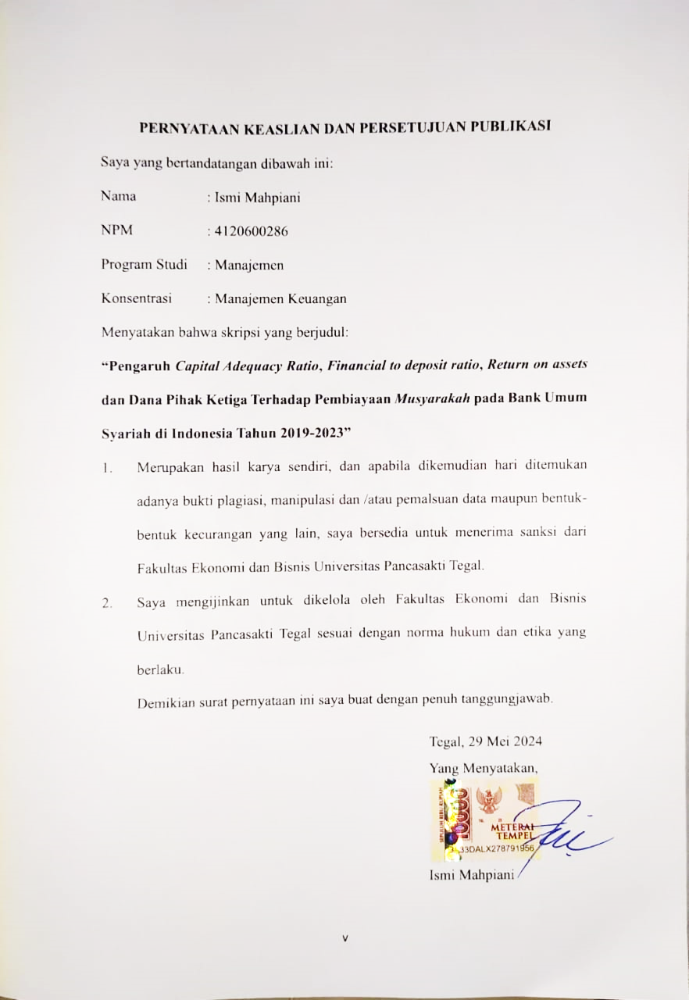 PERNYATAAN KEASLIAN DAN PERSETUJUAN PUBLIKASI
Saya yang bertandatangan dibawah ini:
Nama : Ismi Mahpiani
NPM : 4120600286
Program Studi : Manajemen
Konsentrasi : Manajemen Keuangan
Menyatakan bahwa skripsi yang berjudul:
“Pengaruh Capital Adequacy Ratio, Financial to deposit ratio, Return on assets
dan Dana Pihak Ketiga Terhadap Pembiayaan Musyarakah pada Bank Umum
Syariah di Indonesia Tahun 2019-2023”
1. Merupakan hasil karya sendiri, dan apabila dikemudian hari ditemukan
adanya bukti plagiasi, manipulasi dan /atau pemalsuan data maupun bentuk-
bentuk kecurangan yang lain, saya bersedia untuk menerima sanksi dari
Fakultas Ekonomi dan Bisnis Universitas Pancasakti Tegal.
2. Saya mengijinkan untuk dikelola oleh Fakultas Ekonomi dan Bisnis
Universitas Pancasakti Tegal sesuai dengan norma hukum dan etika yang
berlaku.
Demikian surat pernyataan ini saya buat dengan penuh tanggungjawab.
Tegal, 29 Mei 2024
Yang Menyatakan,
SEPULUH RIBU RUPIAH
10000
METERAI
TEMPEL
33DALX278791956
Ismi Mahpiani
v